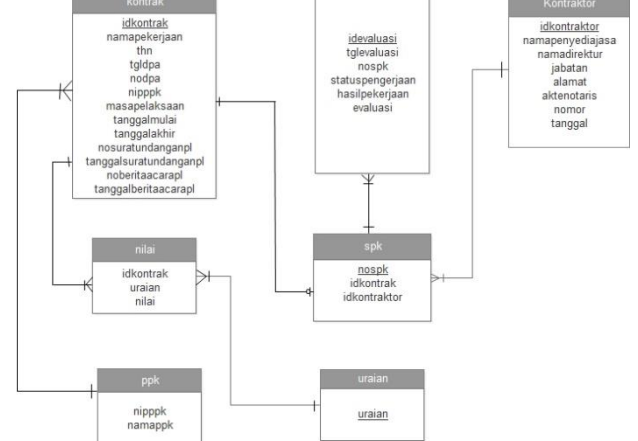 kontrak
idkontrak
namapekerjaan
thn
tgldpa
nodpa
nipppk
masapelaksaan
tanggalmulai
tanggalakhir
nosuratundanganpl
tanggalsuratundanganpl
noberitaacarapl
tanggalberitaacarapl
idevaluasi
tglevaluasi
nospk
statuspengerjaan
hasilpekerjaan
evaluasi
Kontraktor
idkontraktor
namapenyediajasa
namadirektur
jabatan
alamat
aktenotaris
nomor
tanggal
nilai
idkontrak
uraian
nilai
spk
nospk
idkontrak
idkontraktor
ppk
nipppk
namappk
uraian
uraian